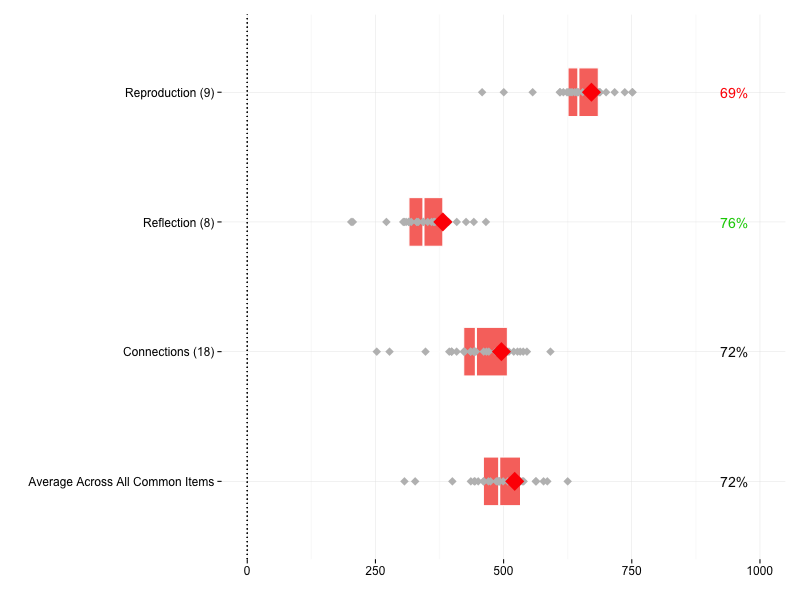 Reproduction (9)
69%
Reflection (8)
76%
Connections (18)
72%
Average Across All Common Items
72%
0 250 500 750 1000